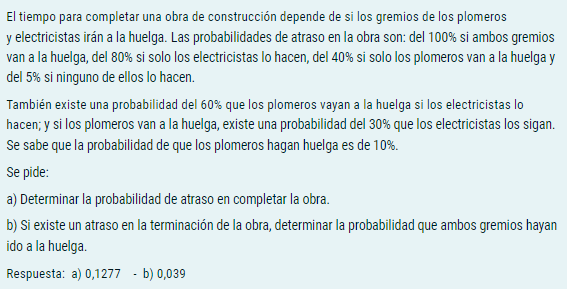 El tiempo para completar una obra de construcción depende de si los gremios de los plomeros
y electricistas irán a la huelga. Las probabilidades de atraso en la obra son: del 100% si ambos gremios
van a la huelga, del 80% si solo los electricistas lo hacen, del 40% si solo los plomeros van a la huelga y
del 5% si ninguno de ellos lo hacen.
También existe una probabilidad del 60% que los plomeros vayan a la huelga si los electricistas lo
hacen; y si los plomeros van a la huelga, existe una probabilidad del 30% que los electricistas los sigan.
Se sabe que la probabilidad de que los plomeros hagan huelga es de 10%.
Se pide:
a) Determinar la probabilidad de atraso en completar la obra.
b) Si existe un atraso en la terminación de la obra, determinar la probabilidad que ambos gremios hayan
ido a la huelga.
Respuesta: a) 0,1277 - b) 0,039